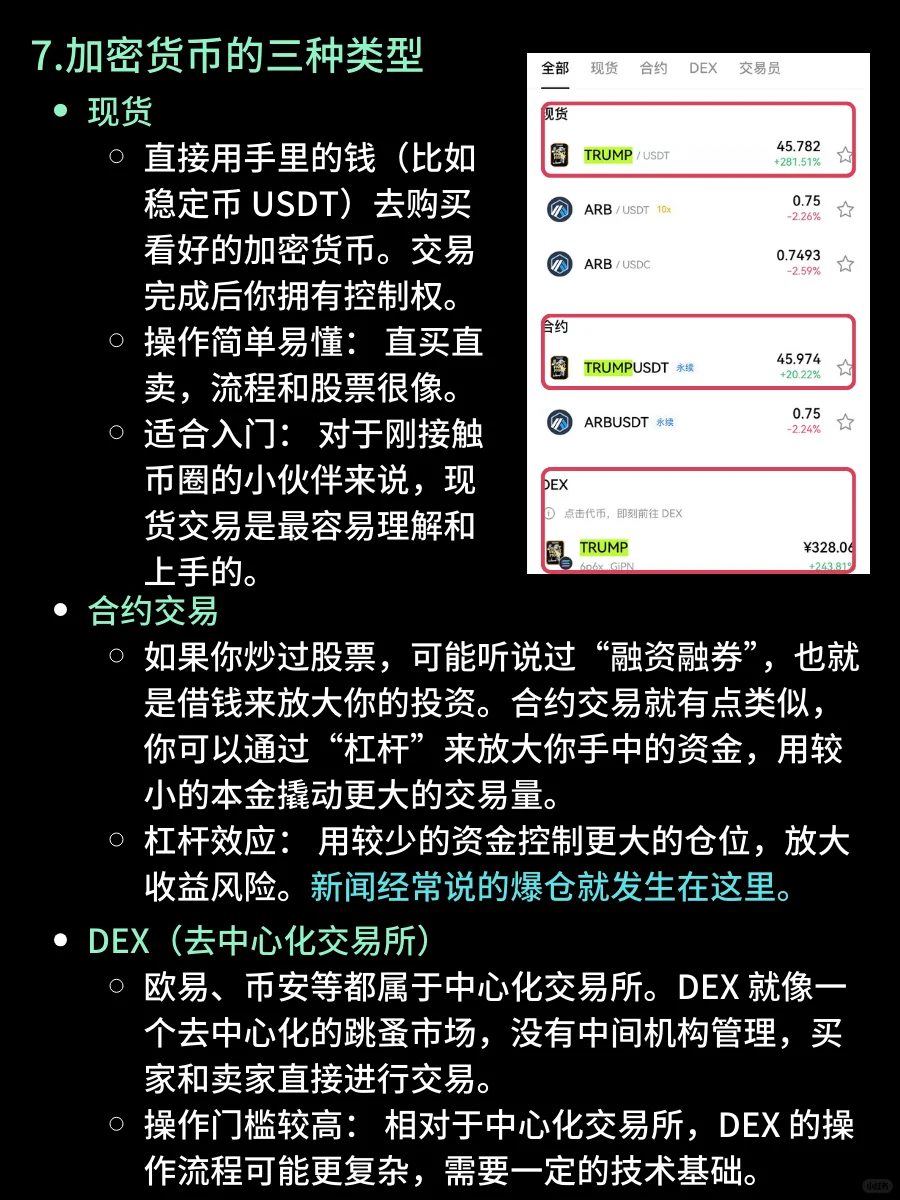 7.加密货币的三种类型
现货
直接用手里的钱（比如
稳定币 USDT）去购买
看好的加密货币。交易
完成后你拥有控制权。
操作简单易懂： 直买直
卖，流程和股票很像。
适合入门： 对于刚接触
币圈的小伙伴来说，现
货交易是最容易理解和
上手的。
全部 现货 合约 DEX 交易员
现货
TRUMP / USDT 45.782
+281.51%
ARB / USDT 10x 0.75
-2.26%
ARB / USDC 0.7493
-2.59%
合约
TRUMPUSDT 永续 45.974
+20.22%
ARBUSDT 永续 0.75
-2.24%
DEX
点击代币，即刻前往 DEX
TRUMP ¥328.06
6p6x...GiPN +243.81%
合约交易
如果你炒过股票，可能听说过“融资融券”，也就
是借钱来放大你的投资。合约交易就有点类似，
你可以通过“杠杆”来放大你手中的资金，用较
小的本金撬动更大的交易量。
杠杆效应： 用较少的资金控制更大的仓位，放大
收益风险。新闻经常说的爆仓就发生在这里。
DEX（去中心化交易所）
欧易、币安等都属于中心化交易所。DEX 就像一
个去中心化的跳蚤市场，没有中间机构管理，买
家和卖家直接进行交易。
操作门槛较高： 相对于中心化交易所，DEX 的操
作流程可能更复杂，需要一定的技术基础。
小红书